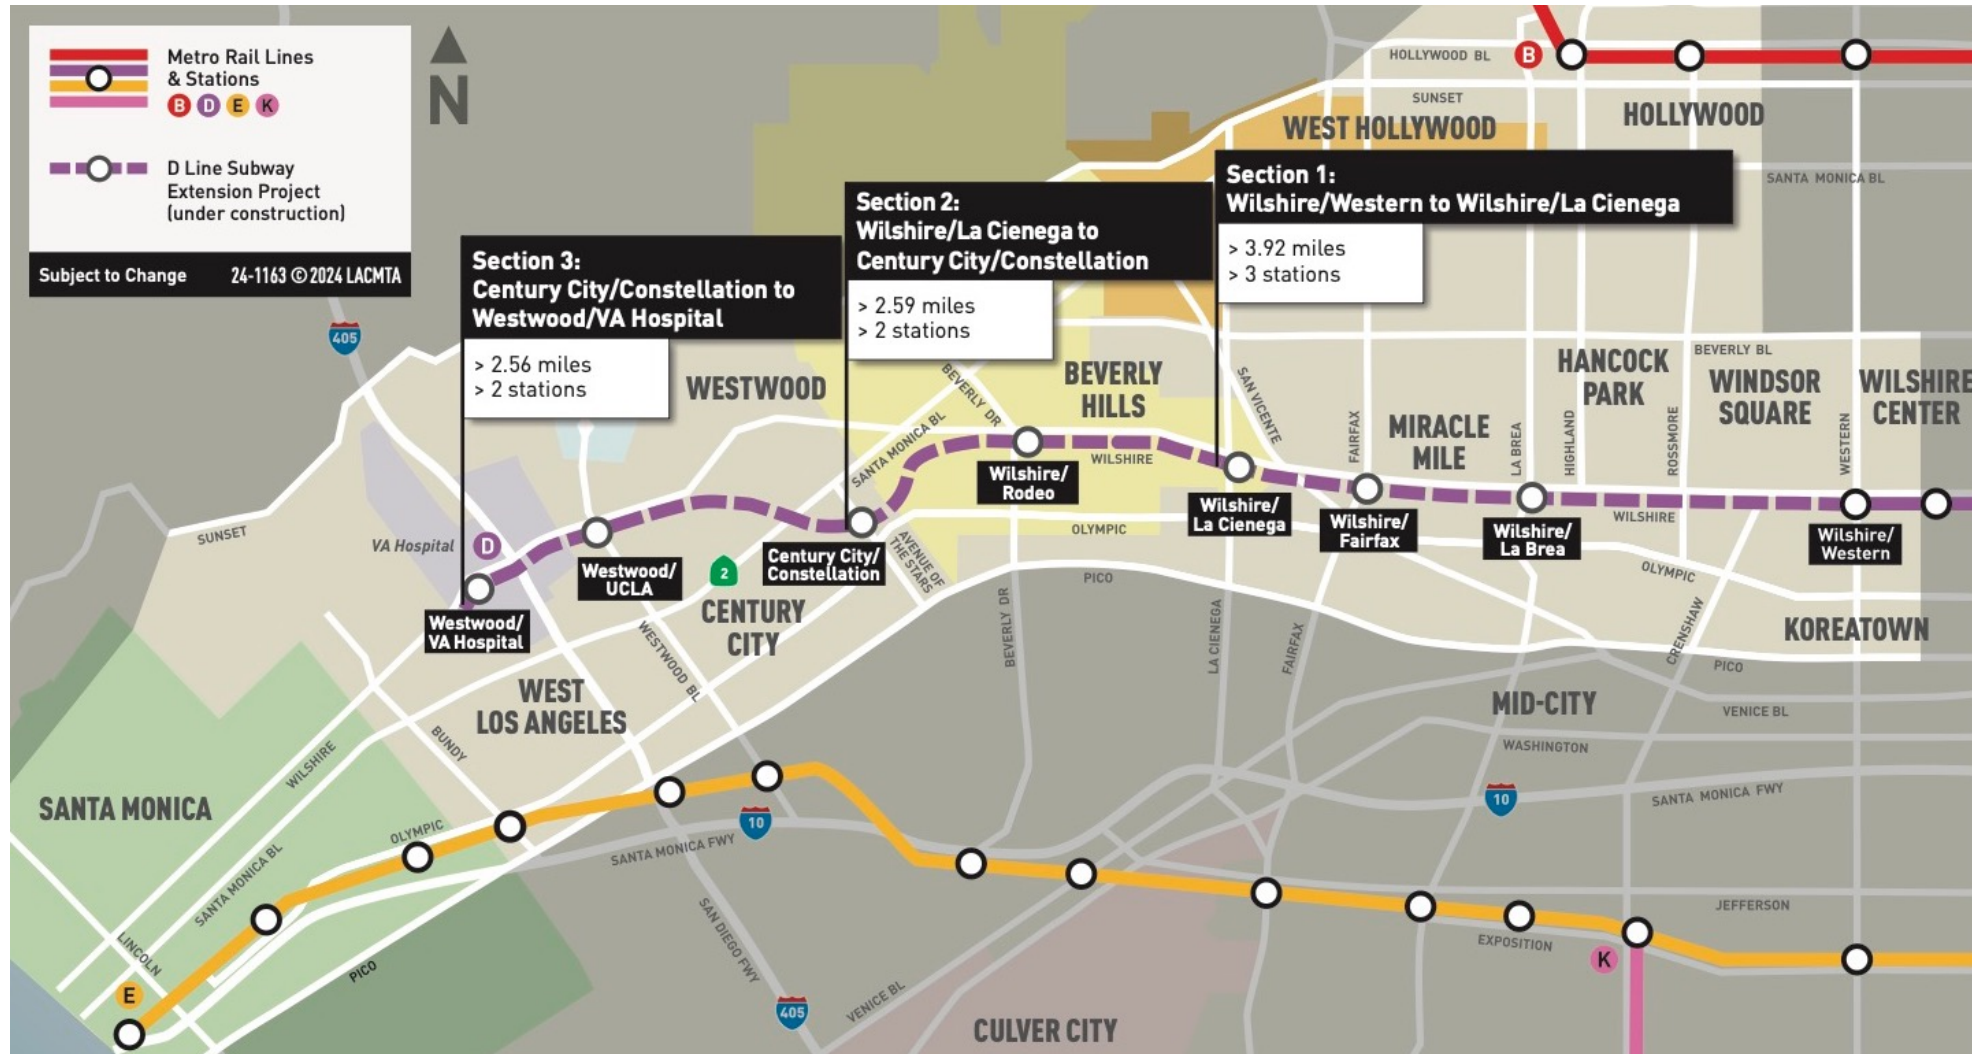 Metro Rail Lines
& Stations
B D E K
D Line Subway
Extension Project
(under construction)
Subject to Change 24-1163 © 2024 LACMTA
N
405
HOLLYWOOD BL
B
SUNSET
WEST HOLLYWOOD
HOLLYWOOD
SANTA MONICA BL
Section 1:
Wilshire/Western to Wilshire/La Cienega
> 3.92 miles
> 3 stations
Section 2:
Wilshire/La Cienega to
Century City/Constellation
> 2.59 miles
> 2 stations
Section 3:
Century City/Constellation to
Westwood/VA Hospital
> 2.56 miles
> 2 stations
WESTWOOD
BEVERLY DR
BEVERLY
HILLS
SANTA MONICA BL
SAN VICENTE
FAIRFAX
MIRACLE
MILE
LA BREA
HIGHLAND
HANCOCK
PARK
BEVERLY BL
ROSSMORE
WINDSOR
SQUARE
WESTERN
WILSHIRE
CENTER
WILSHIRE
Wilshire/
Rodeo
Wilshire/
La Cienega
Wilshire/
Fairfax
Wilshire/
La Brea
WILSHIRE
Wilshire/
Western
SUNSET
VA Hospital
D
Westwood/
VA Hospital
Westwood/
UCLA
2
Century City/
Constellation
AVENUE OF
THE STARS
OLYMPIC
PICO
OLYMPIC
CENTURY
CITY
WESTWOOD BL
BEVERLY DR
LA CIENEGA
FAIRFAX
CRENSHAW
KOREATOWN
PICO
WEST
LOS ANGELES
BUNDY
WILSHIRE
MID-CITY
VENICE BL
WASHINGTON
SANTA MONICA
OLYMPIC
SANTA MONICA BL
10
SANTA MONICA FWY
10
SANTA MONICA FWY
LINCOLN
PICO
SAN DIEGO FWY
405
VENICE BL
CULVER CITY
JEFFERSON
EXPOSITION
K
E